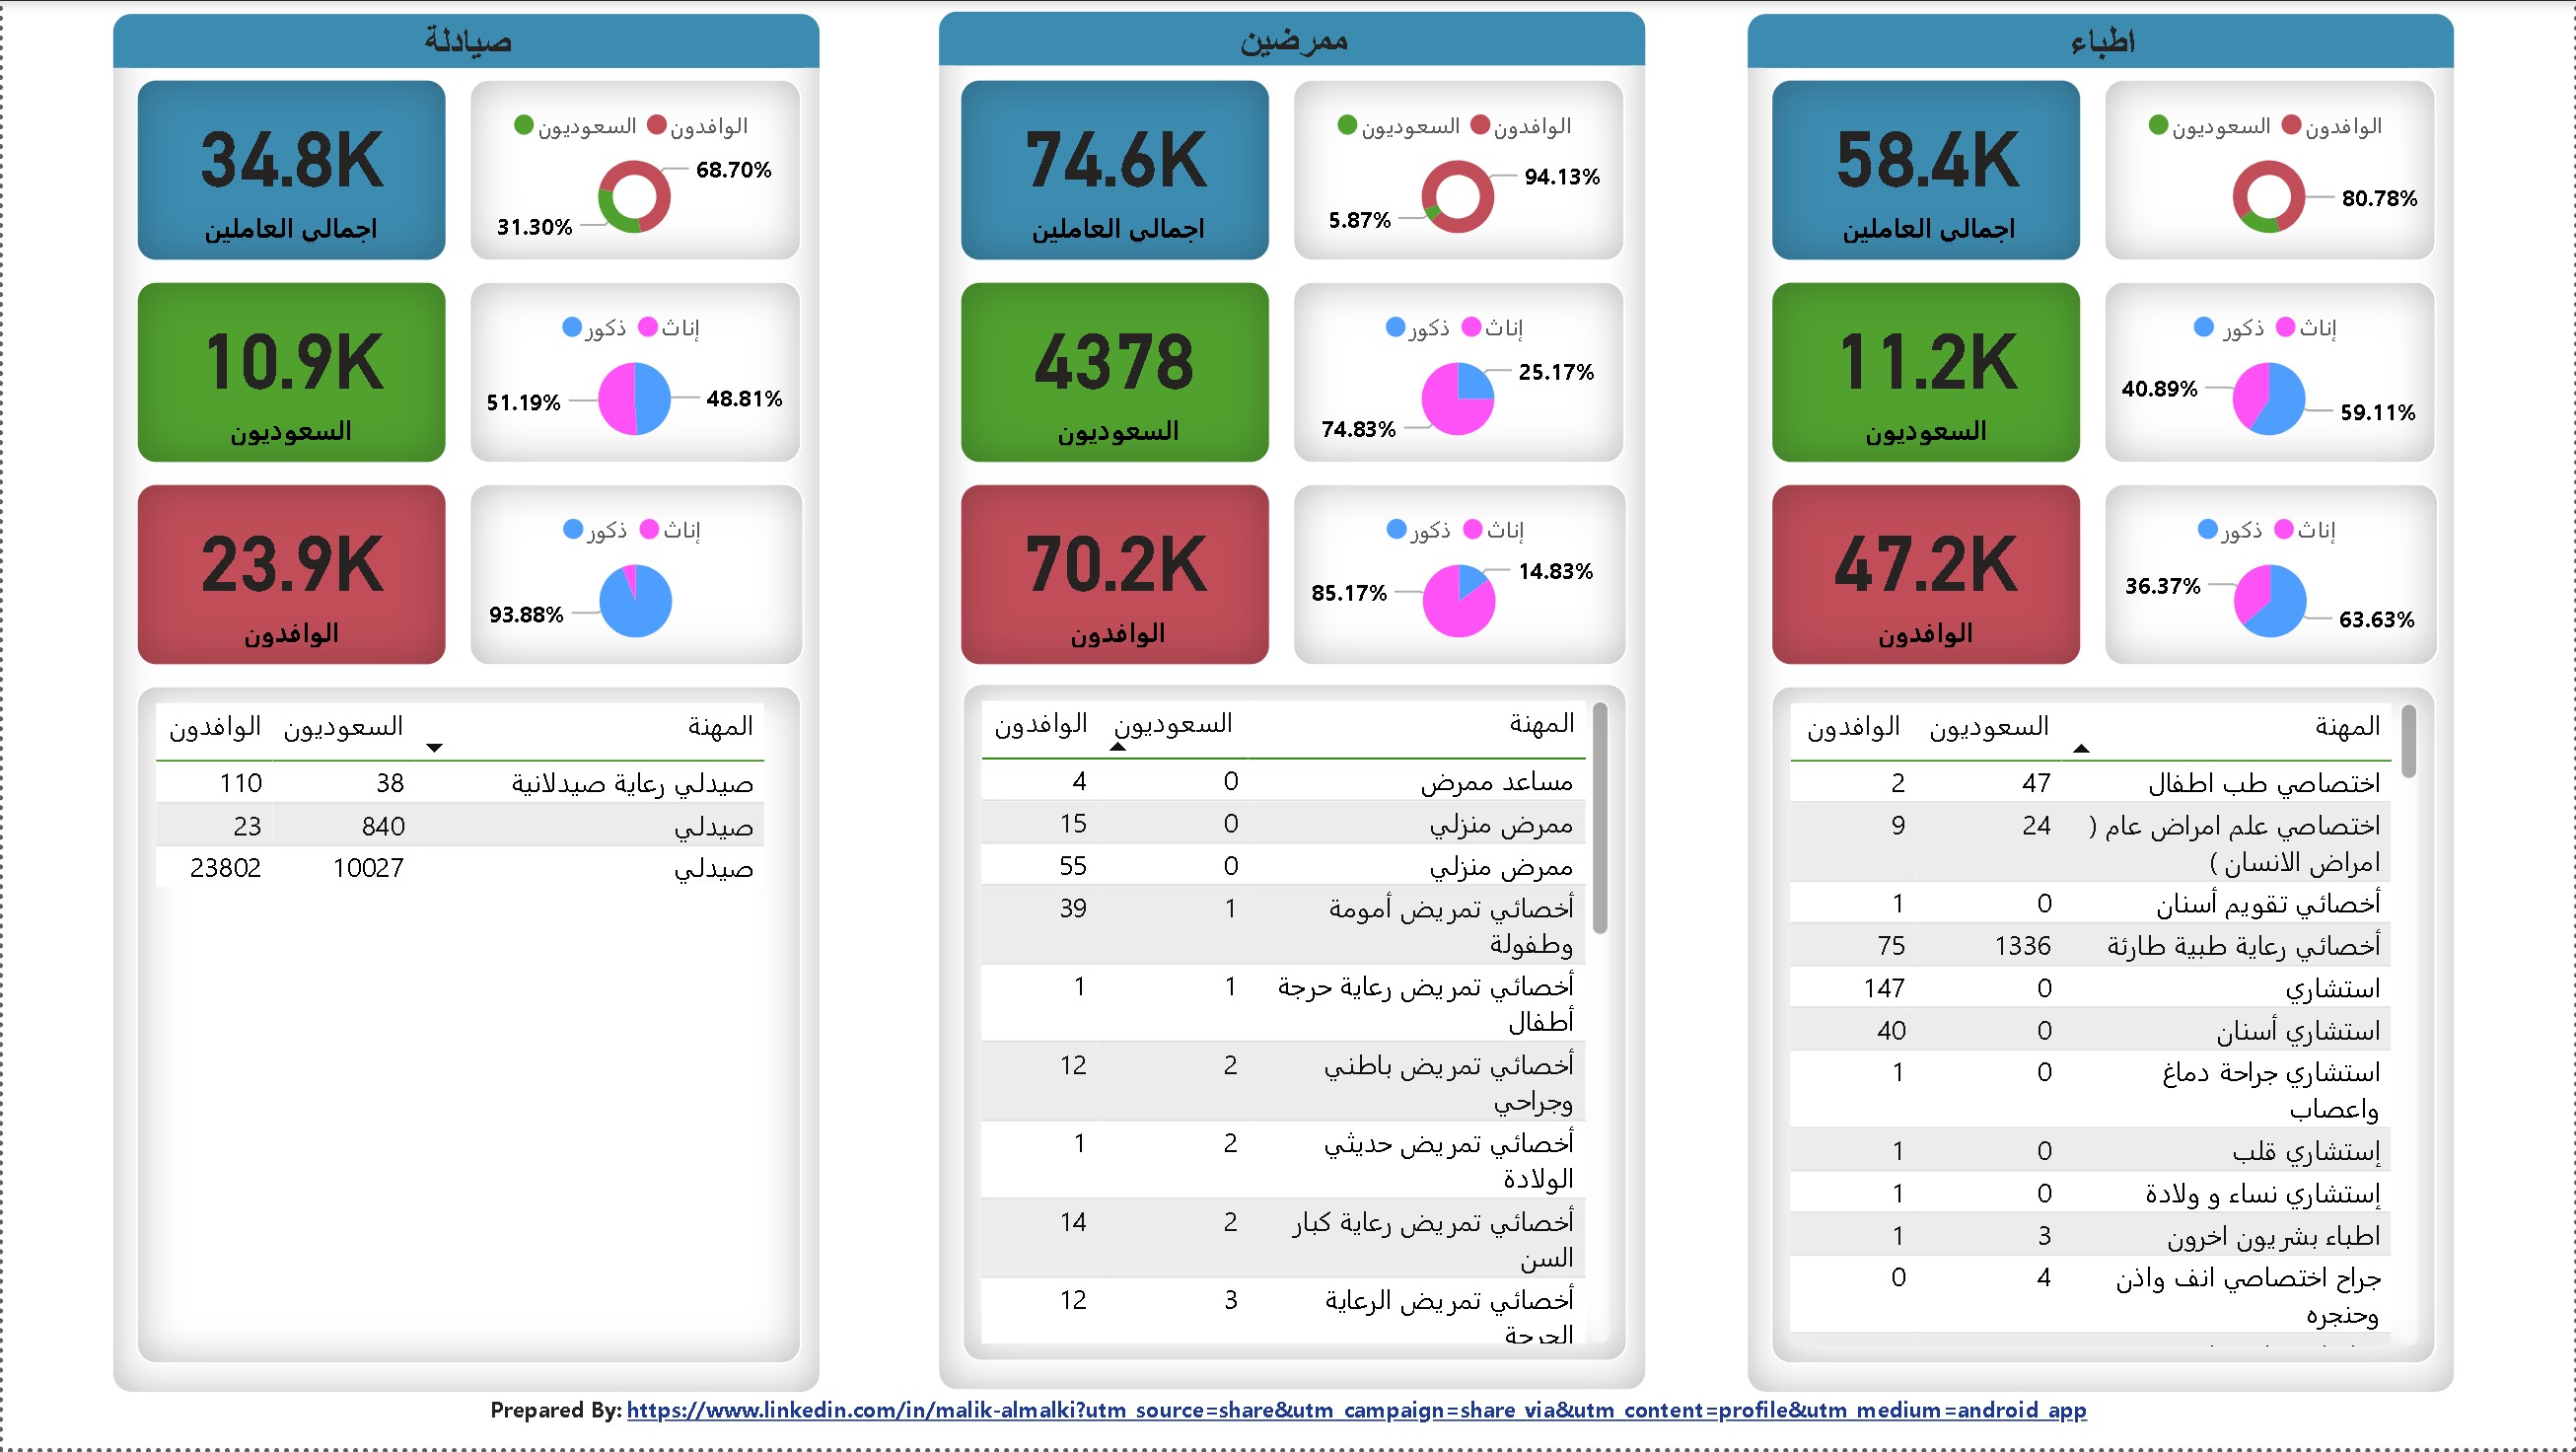 اطباء
58.4K
اجمالي العاملين
الوافدون السعوديون
80.78%
11.2K
السعوديون
إناث ذكور
40.89%
59.11%
47.2K
الوافدون
إناث ذكور
36.37%
63.63%
المهنة السعوديون الوافدون
اختصاصي طب اطفال 47 2
اختصاصي علم امراض عام ( 24 9
امراض الانسان )
أخصائي تقويم أسنان 0 1
أخصائي رعاية طبية طارئة 1336 75
استشاري 0 147
استشاري أسنان 0 40
استشاري جراحة دماغ 0 1
واعصاب
إستشاري قلب 0 1
إستشاري نساء و ولادة 0 1
اطباء بشريون اخرون 3 1
جراح اختصاصي انف واذن 4 0
وحنجره
ممرضين
74.6K
اجمالي العاملين
الوافدون السعوديون
94.13%
5.87%
4378
السعوديون
إناث ذكور
25.17%
74.83%
70.2K
الوافدون
إناث ذكور
14.83%
85.17%
المهنة السعوديون الوافدون
مساعد ممرض 0 4
ممرض منزلي 0 15
ممرض منزلي 0 55
أخصائي تمريض أمومة 1 39
وطفولة
أخصائي تمريض رعاية حرجة 1 1
أطفال
أخصائي تمريض باطني 2 12
وجراحي
أخصائي تمريض حديثي 2 1
الولادة
أخصائي تمريض رعاية كبار 2 14
السن
أخصائي تمريض الرعاية 3 12
الحرجة
صيادلة
34.8K
اجمالي العاملين
الوافدون السعوديون
68.70%
31.30%
10.9K
السعوديون
إناث ذكور
51.19%
48.81%
23.9K
الوافدون
إناث ذكور
93.88%
المهنة السعوديون الوافدون
صيدلي رعاية صيدلانية 38 110
صيدلي 840 23
صيدلي 10027 23802
Prepared By: https://www.linkedin.com/in/malik-almalki?utm_source=share&utm_campaign=share_via&utm_content=profile&utm_medium=android_app